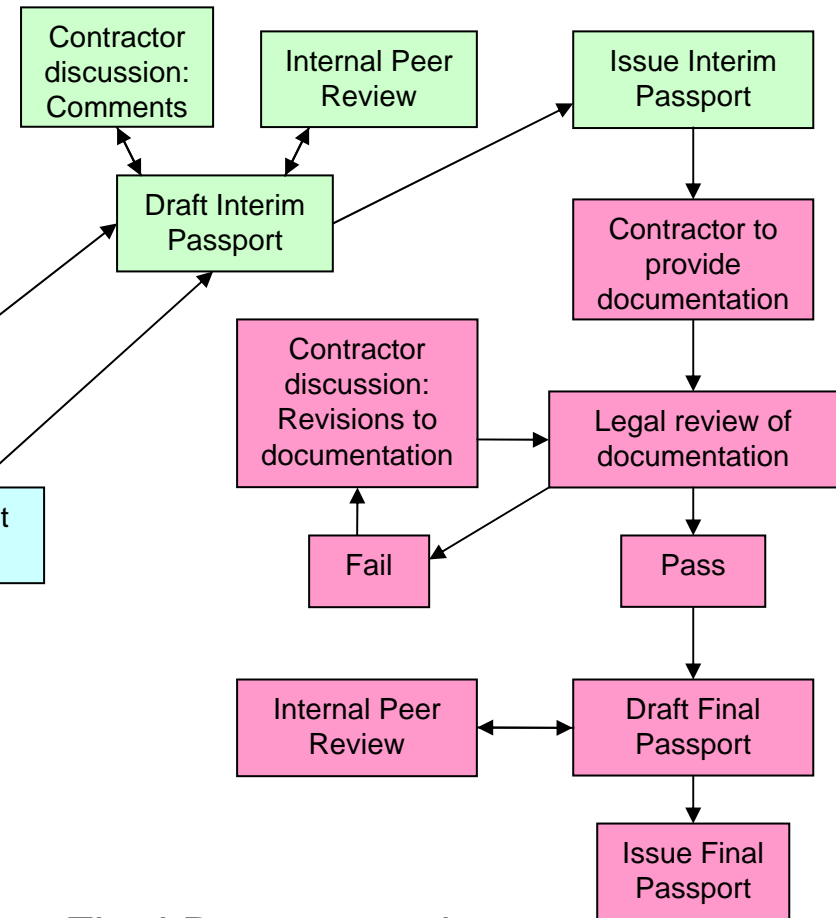 Contractor
discussion:
Comments
Internal Peer
Review
Issue Interim
Passport
Draft Interim
Passport
Contractor to
provide
documentation
Contractor
discussion:
Revisions to
documentation
Legal review of
documentation
t
Fail
Pass
Internal Peer
Review
Draft Final
Passport
Issue Final
Passport